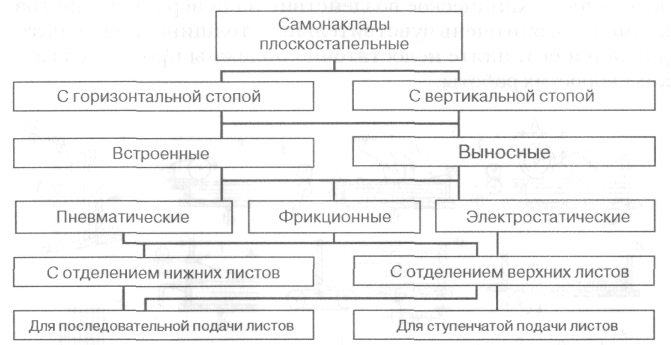 Самонаклады
плоскостапельные
С горизонтальной стопой
С вертикальной стопой
Встроенные
Выносные
Пневматические
Фрикционные
Электростатические
С отделением нижних листов
С отделением верхних листов
Для последовательной подачи листов
Для ступенчатой подачи листов